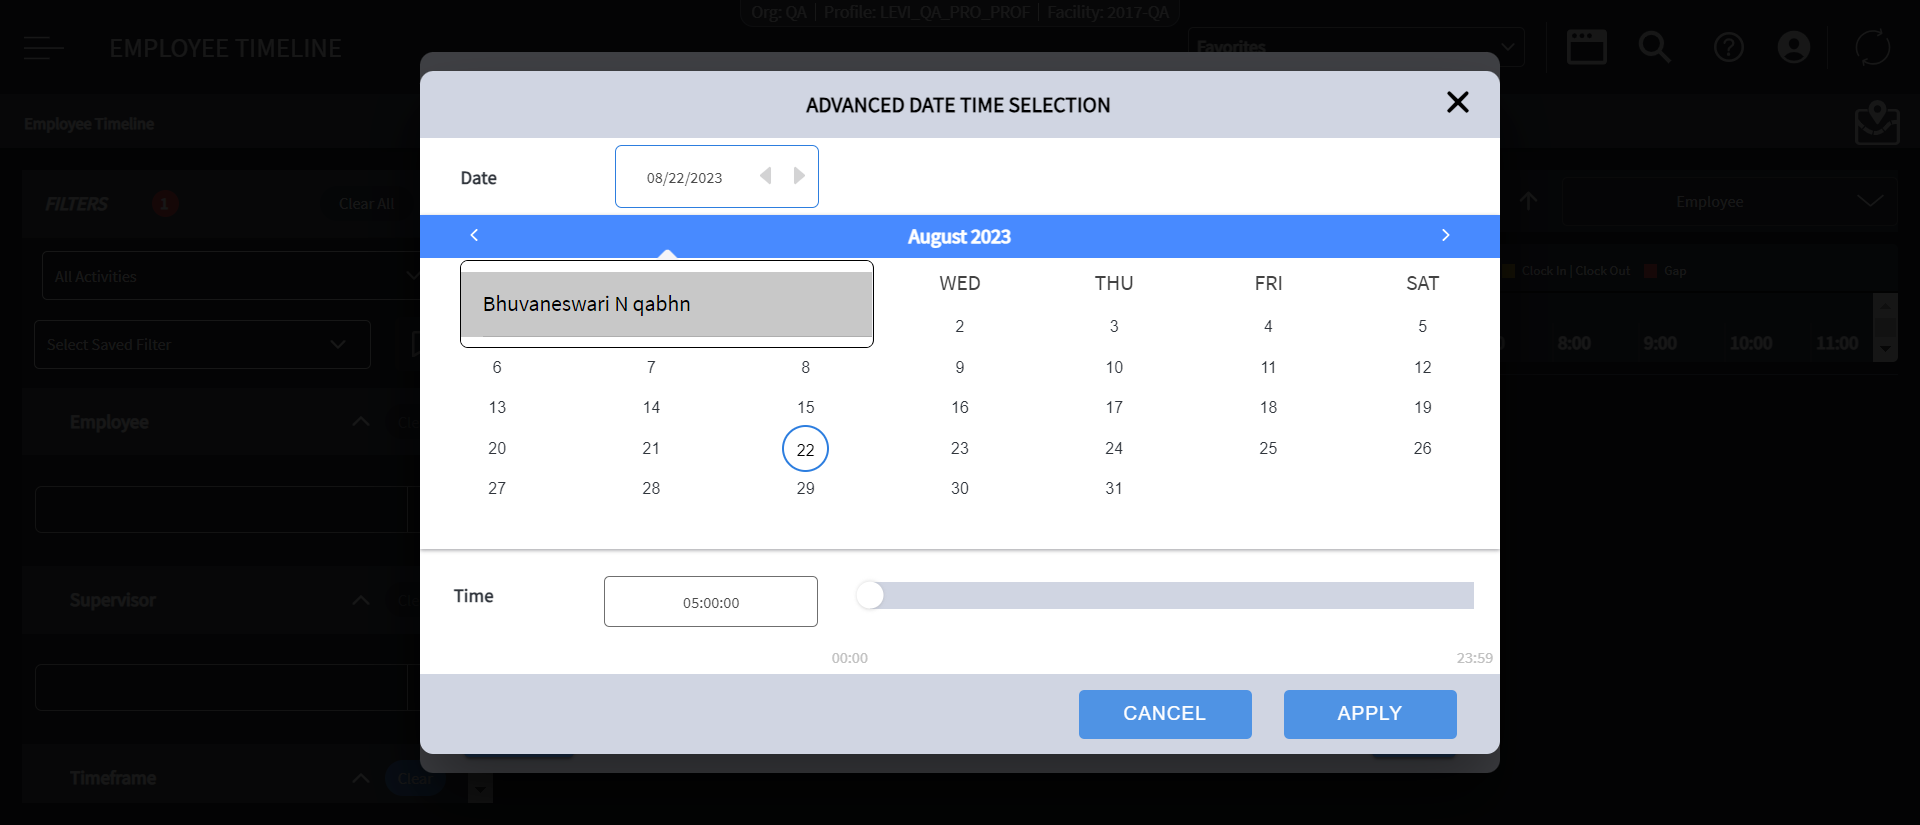 Org: QA | Profile: LEVI_QA_PRO_PROF | Facility: 2017-QA
EMPLOYEE TIMELINE
Favorites
Employee Timeline
FILTERS 1 Clear All
All Activities
Select Saved Filter
Employee
Supervisor
Timeframe Clear
ADVANCED DATE TIME SELECTION
Date 08/22/2023
August 2023
Bhuvaneswari N qabhn
WED THU FRI SAT
2 3 4 5
6 7 8 9 10 11 12
13 14 15 16 17 18 19
20 21 22 23 24 25 26
27 28 29 30 31
Time 05:00:00
00:00 23:59
CANCEL APPLY
Employee
Clock In | Clock Out Gap
8:00 9:00 10:00 11:00